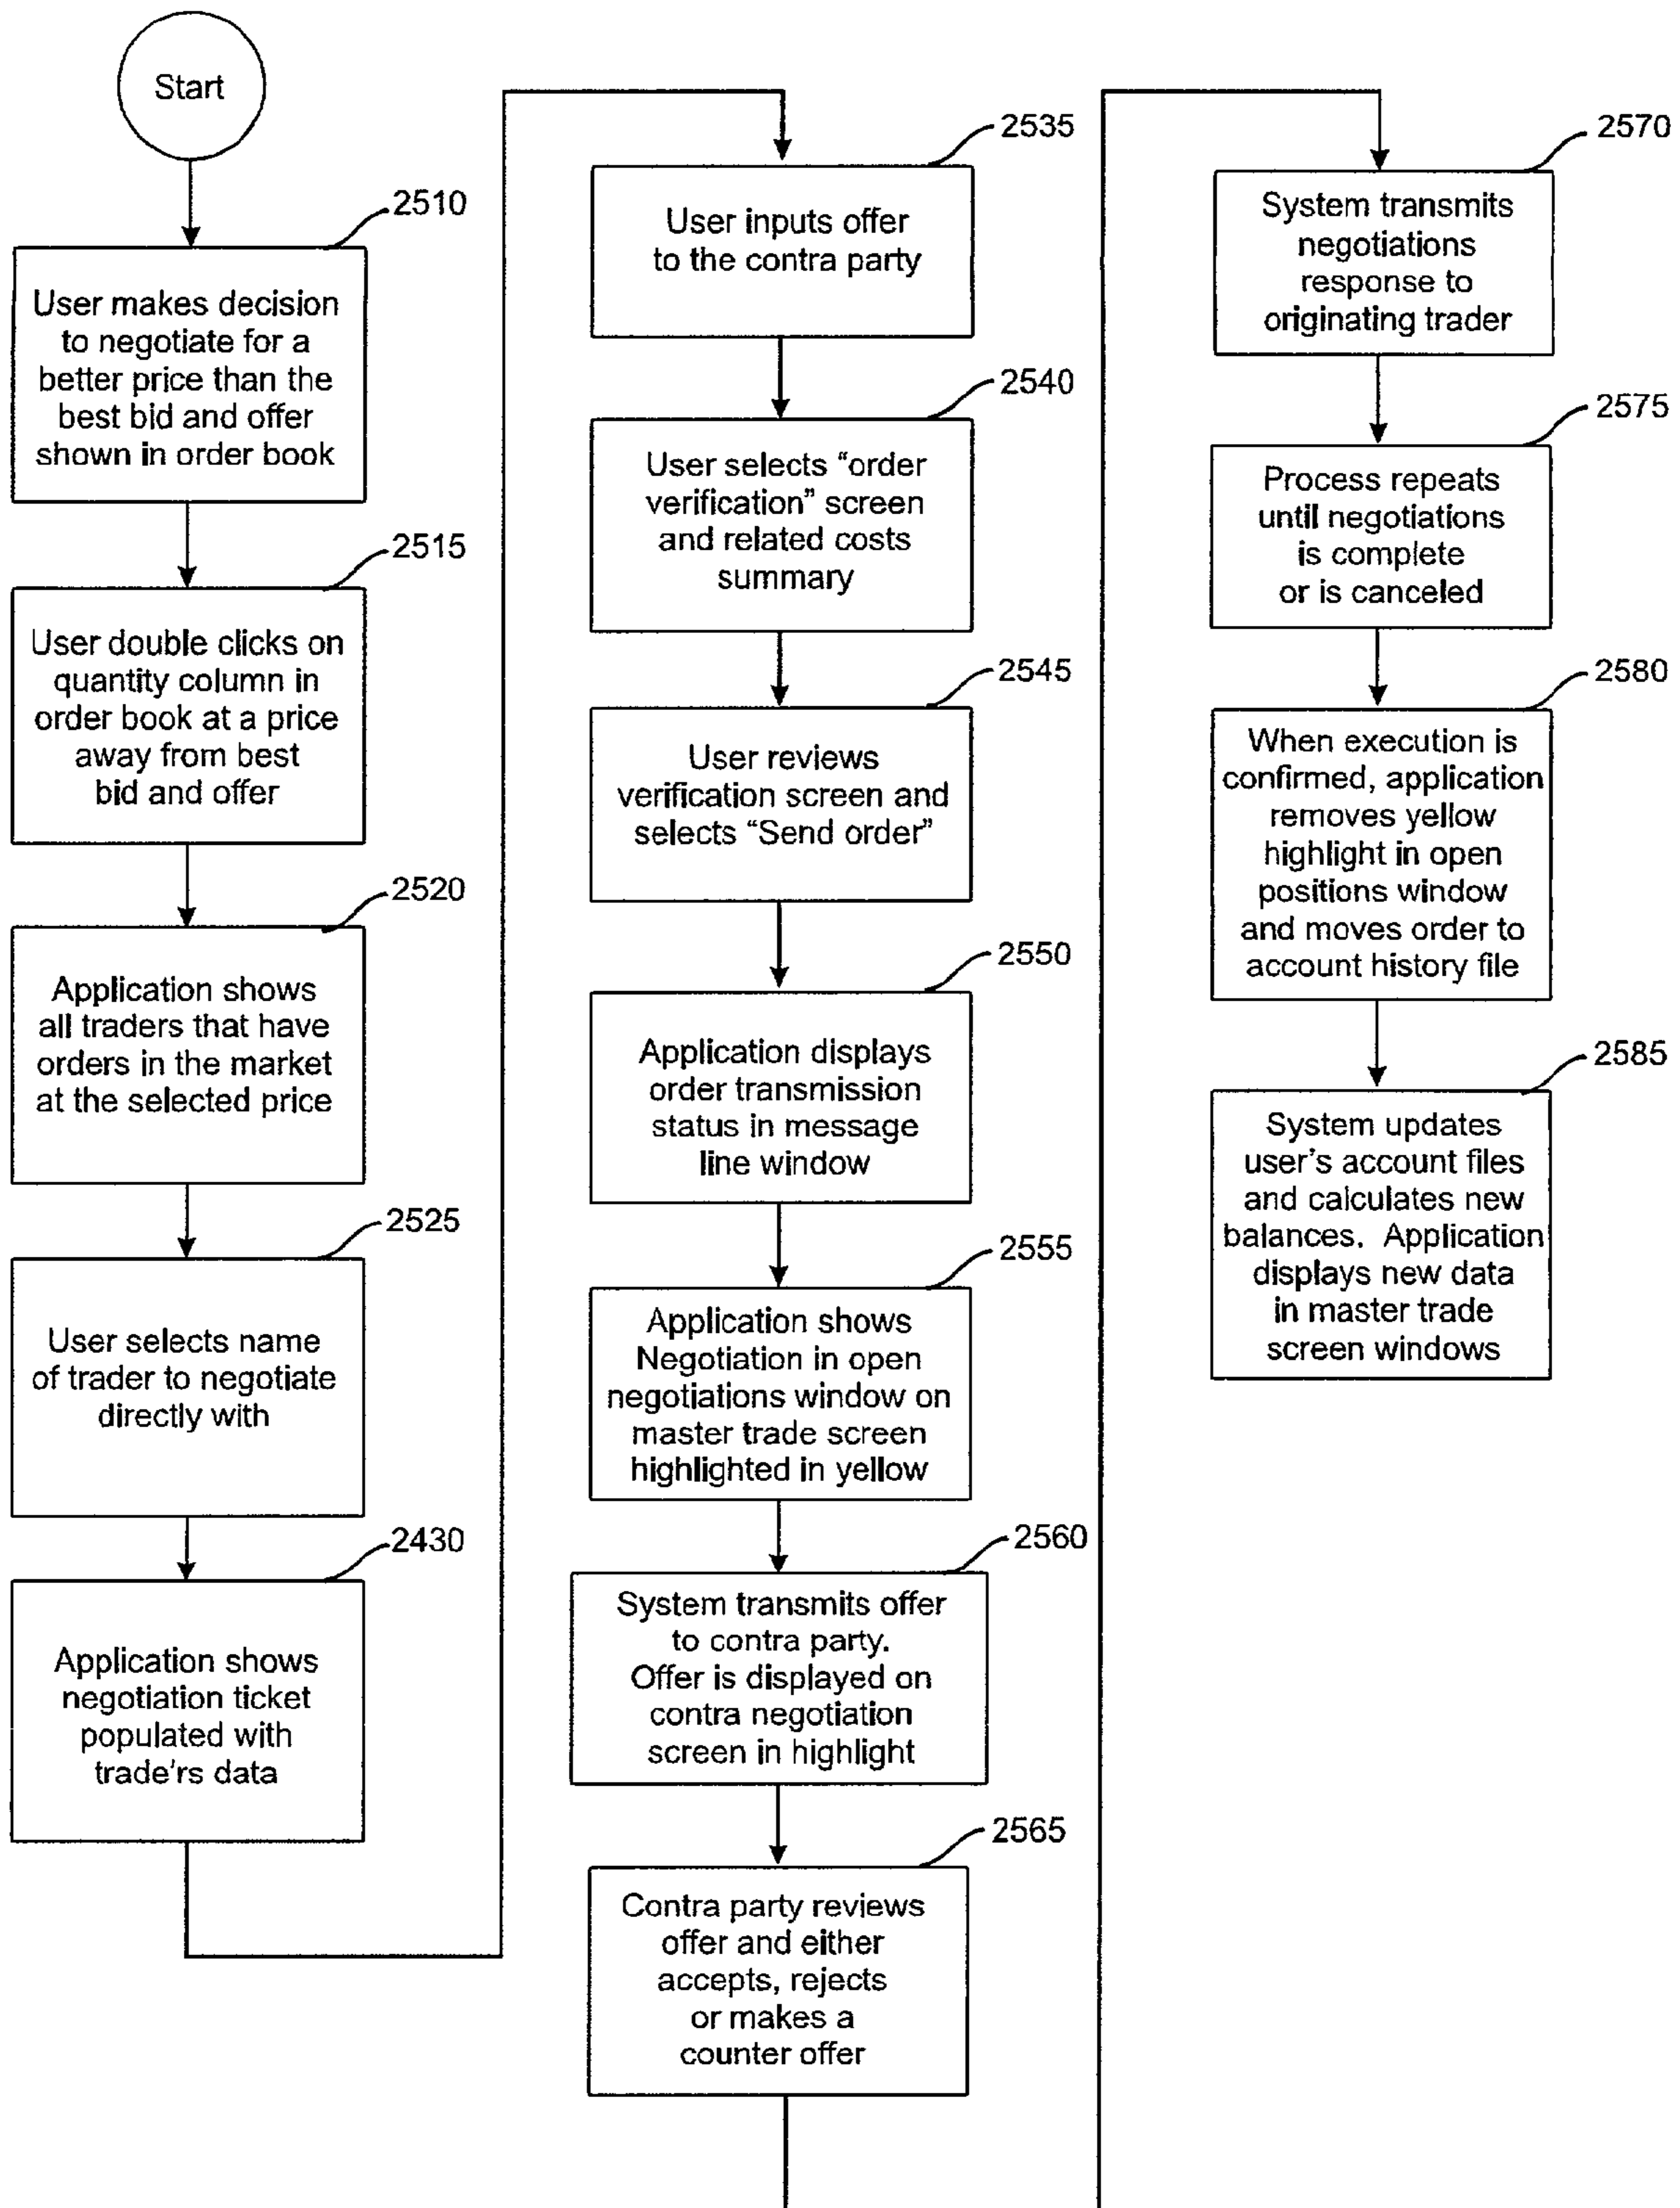 Start
2510
User makes decision
to negotiate for a
better price than the
best bid and offer
shown in order book
2515
User double clicks on
quantity column in
order book at a price
away from best
bid and offer
2520
Application shows
all traders that have
orders in the market
at the selected price
2525
User selects name
of trader to negotiate
directly with
2430
Application shows
negotiation ticket
populated with
trade'rs data
2535
User inputs offer
to the contra party
2540
User selects “order
verification” screen
and related costs
summary
2545
User reviews
verification screen and
selects “Send order”
2550
Application displays
order transmission
status in message
line window
2555
Application shows
Negotiation in open
negotiations window on
master trade screen
highlighted in yellow
2560
System transmits offer
to contra party.
Offer is displayed on
contra negotiation
screen in highlight
2565
Contra party reviews
offer and either
accepts, rejects
or makes a
counter offer
2570
System transmits
negotiations
response to
originating trader
2575
Process repeats
until negotiations
is complete
or is canceled
2580
When execution is
confirmed, application
removes yellow
highlight in open
positions window
and moves order to
account history file
2585
System updates
user's account files
and calculates new
balances. Application
displays new data
in master trade
screen windows